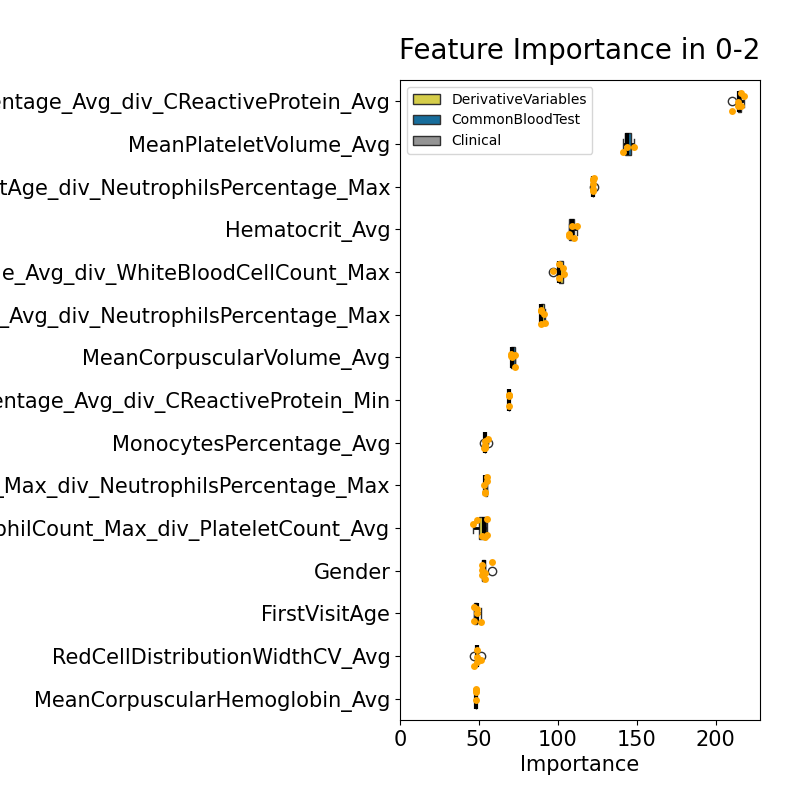 Feature Importance in 0-2
entage_Avg_div_CReactiveProtein_Avg
MeanPlateletVolume_Avg
tAge_div_NeutrophilsPercentage_Max
Hematocrit_Avg
e_Avg_div_WhiteBloodCellCount_Max
_Avg_div_NeutrophilsPercentage_Max
MeanCorpuscularVolume_Avg
entage_Avg_div_CReactiveProtein_Min
MonocytesPercentage_Avg
_Max_div_NeutrophilsPercentage_Max
philCount_Max_div_PlateletCount_Avg
Gender
FirstVisitAge
RedCellDistributionWidthCV_Avg
MeanCorpuscularHemoglobin_Avg
DerivativeVariables
CommonBloodTest
Clinical
0 50 100 150 200
Importance